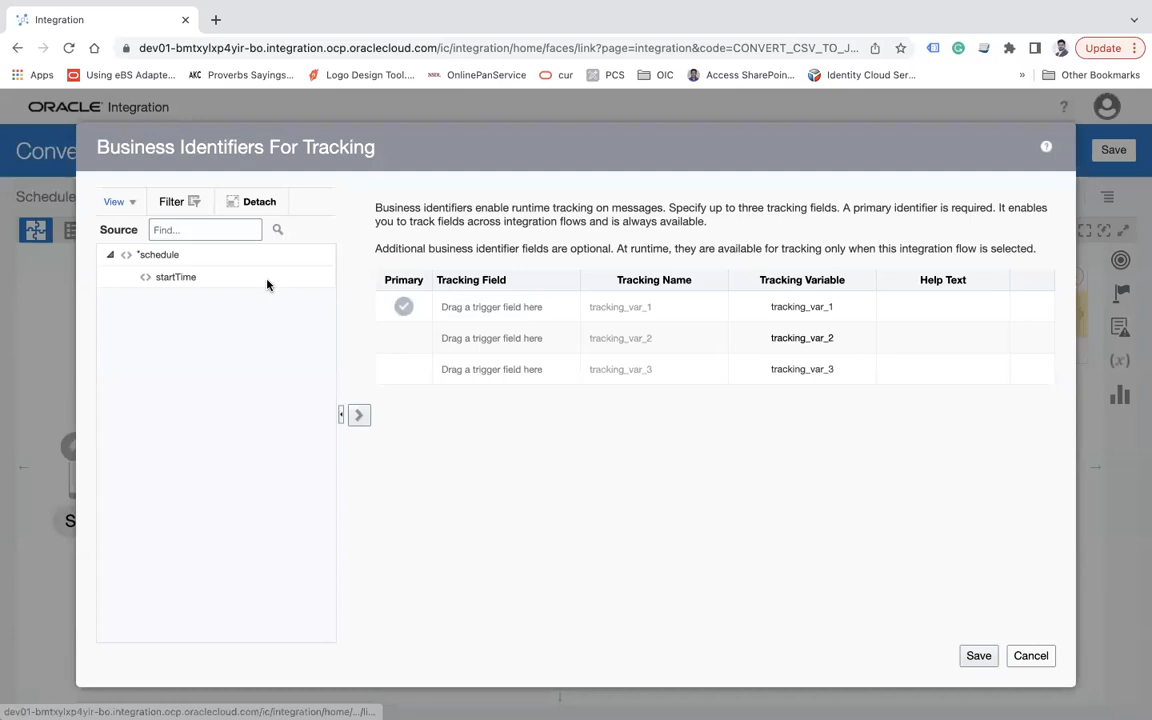 Integration
dev01-bmtxylxp4yir-bo.integration.ocp.oraclecloud.com/ic/integration/home/faces/link?page=integration&code=CONVERT_CSV_TO_J...
Update
Apps
Using eBS Adapte...
AKC Proverbs Sayings...
Logo Design Tool....
OnlinePanService
cur
PCS
OIC
Access SharePoin...
Identity Cloud Ser...
»
Other Bookmarks
ORACLE Integration
?
Conve
Save
Schedule
Business Identifiers For Tracking
?
View
Filter
Detach
Source
Find...
*schedule
startTime
Business identifiers enable runtime tracking on messages. Specify up to three tracking fields. A primary identifier is required. It enables
you to track fields across integration flows and is always available.
Additional business identifier fields are optional. At runtime, they are available for tracking only when this integration flow is selected.
Primary Tracking Field Tracking Name Tracking Variable Help Text
Drag a trigger field here tracking_var_1 tracking_var_1
Drag a trigger field here tracking_var_2 tracking_var_2
Drag a trigger field here tracking_var_3 tracking_var_3
(x)
S
Save
Cancel
dev01-bmtxylxp4yir-bo.integration.ocp.oraclecloud.com/ic/integration/home/.../li...